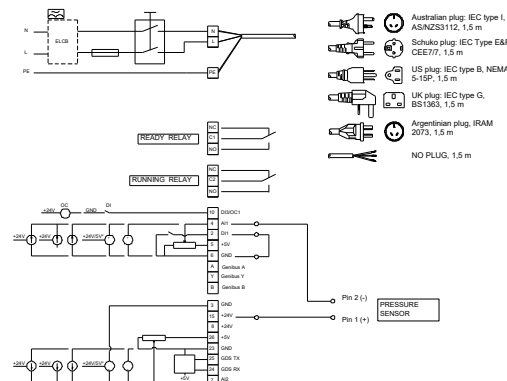 N
ELCB
L
PE
N
L
PE
Australian plug: IEC type I,
AS/NZS3112, 1,5 m
Schuko plug: IEC Type E&F
CEE7/7, 1,5 m
US plug: IEC type B, NEMA
5-15P, 1,5 m
UK plug: IEC type G,
BS1363, 1,5 m
Argentinian plug, IRAM
2073, 1,5 m
NO PLUG, 1,5 m
READY RELAY
NC
C1
NO
RUNNING RELAY
NC
C2
NO
+24V OC GND DI
10 DI3/OC1
4 AI1
2 DI1
5 +5V
6 GND
A Genibus A
Y Genibus Y
B Genibus B
+24V +24V +24V/5V*
3 GND
15 +24V
8 +24V
26 +5V
23 GND
25 GDS TX
24 GDS RX
7 AI2
+24V +24V +24V/5V*
+5V
Pin 2 (-)
Pin 1 (+)
PRESSURE
SENSOR